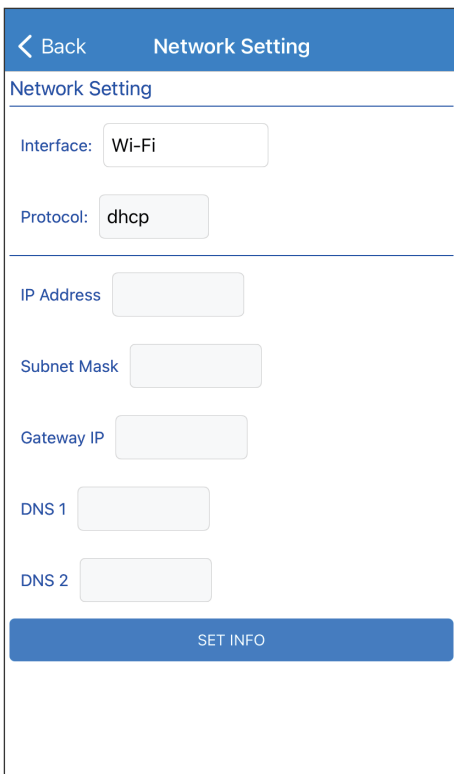 Back Network Setting
Network Setting
Interface: Wi-Fi
Protocol: dhcp
IP Address
Subnet Mask
Gateway IP
DNS 1
DNS 2
SET INFO